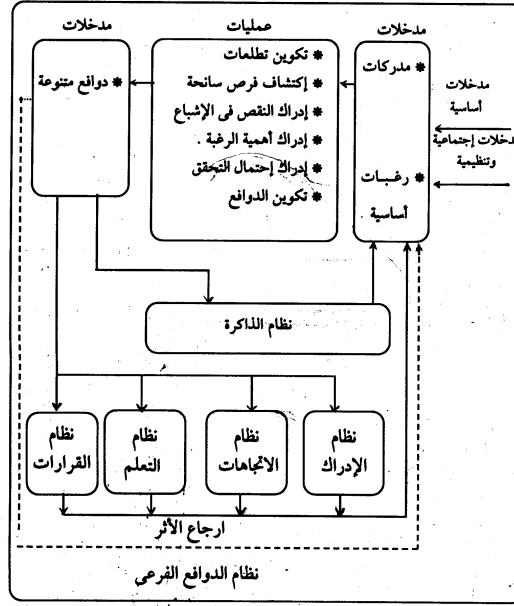 مدخلات
* مدركات
* رغـبـات
أساسية
مدخلات
أساسية
دخلات إجتماعية
وتنظيمية
عمليات
* تكوين تطلعات
* إكتشاف فرص سانحة
* إدراك النقص فى الإشباع
* إدراك أهمية الرغبة .
* إدراك إحتمال التحقق
* تكوين الدوافع
مدخلات
* دوافع متنوعة
نظام الذاكرة
نظام
الإدراك
نظام
الاتجاهات
نظام
التعلم
نظام
القرارات
ارجاع الأثر
نظام الدوافع الفرعى